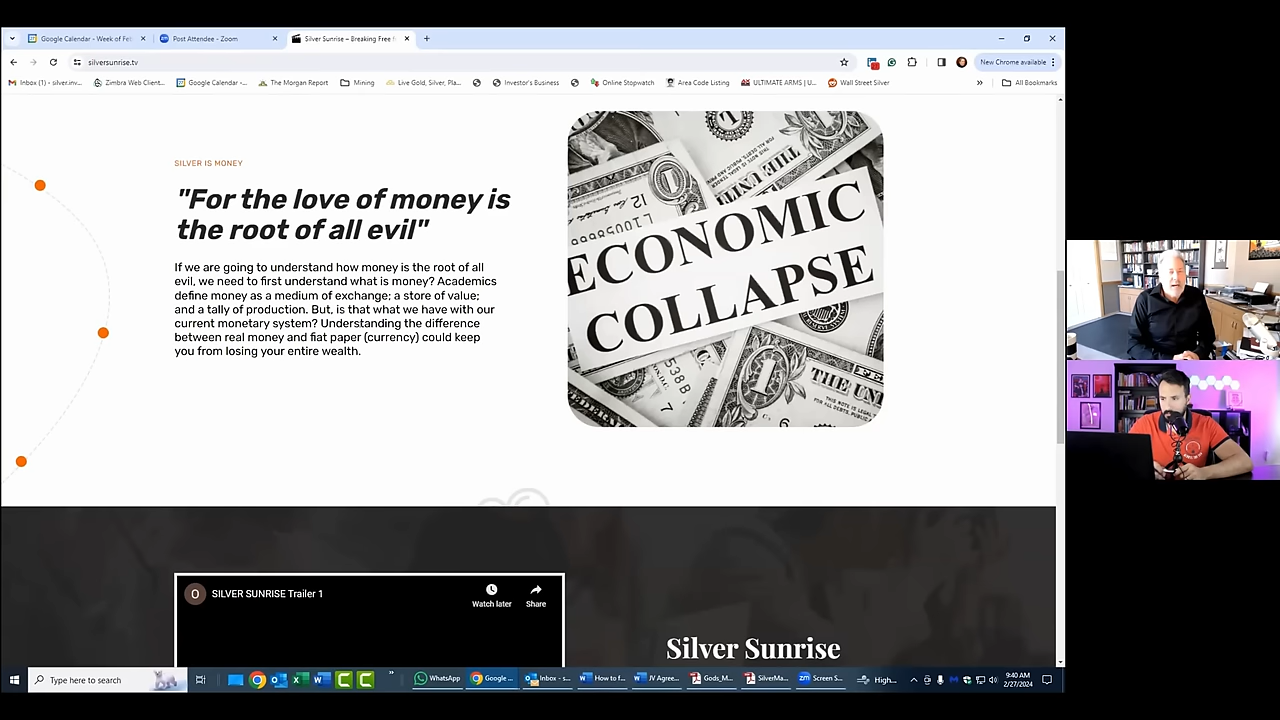 Google Calendar - Week of Fe
Post Attendee - Zoom
Silver Sunrise – Breaking Free f
silversunrise.tv
New Chrome available
Inbox (1) - silver.inv...
Zimbra Web Client...
Google Calendar -...
The Morgan Report
Mining
Live Gold, Silver, Pla...
Investor's Business
Online Stopwatch
Area Code Listing
ULTIMATE ARMS | U...
Wall Street Silver
»
All Bookmarks
SILVER IS MONEY
"For the love of money is
the root of all evil"
If we are going to understand how money is the root of all
evil, we need to first understand what is money? Academics
define money as a medium of exchange; a store of value;
and a tally of production. But, is that what we have with our
current monetary system? Understanding the difference
between real money and fiat paper (currency) could keep
you from losing your entire wealth.
ECONOMIC
COLLAPSE
THE UNIT
THE UN
O
SILVER SUNRISE Trailer 1
Watch later
Share
Silver Sunrise
Type here to search
WhatsApp
Google ...
Inbox - s...
How to f...
JV Agree...
Gods_M...
SilverMa...
Screen S...
High...
9:40 AM
2/27/2024